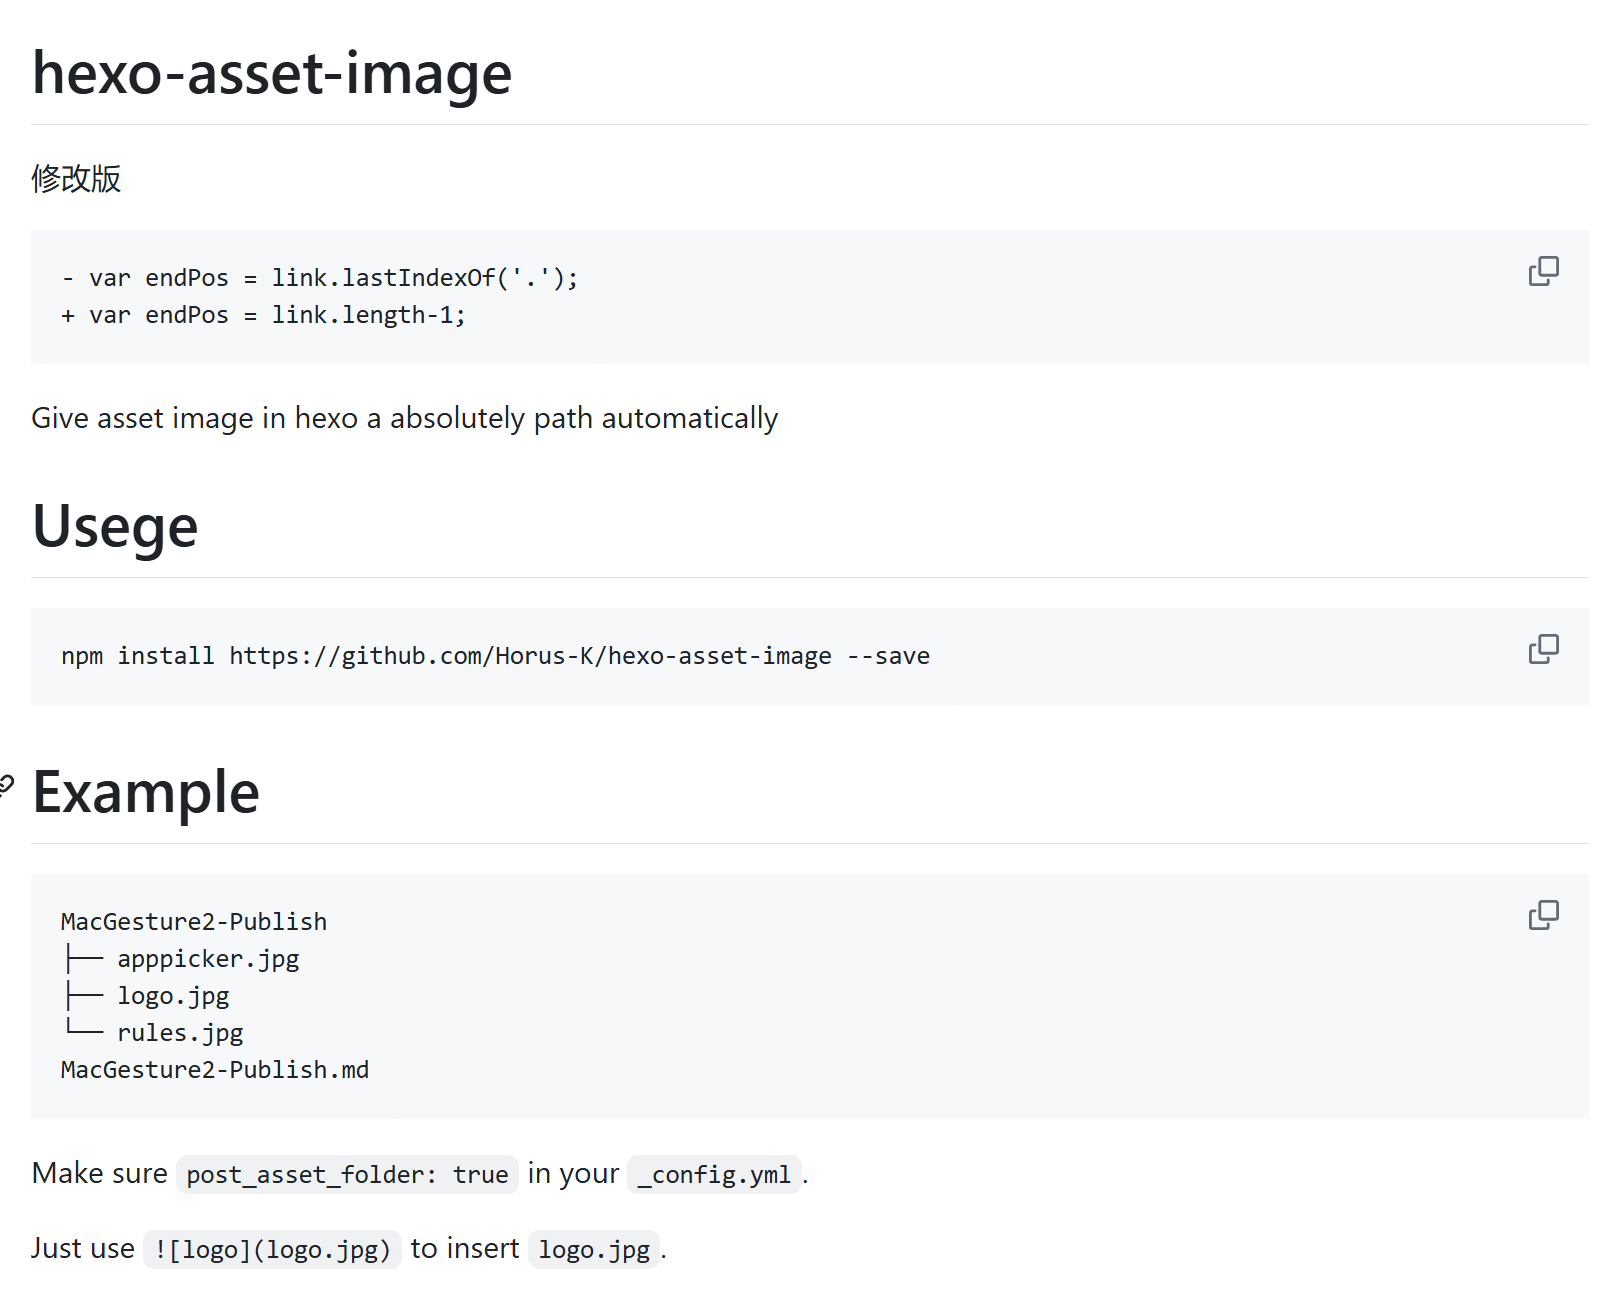 hexo-asset-image
修改版
- var endPos = link.lastIndexOf('.');
+ var endPos = link.length-1;
Give asset image in hexo a absolutely path automatically
Usege
npm install https://github.com/Horus-K/hexo-asset-image --save
Example
MacGesture2-Publish
├── apppicker.jpg
├── logo.jpg
└── rules.jpg
MacGesture2-Publish.md
Make sure post_asset_folder: true in your _config.yml.
Just use ![logo](logo.jpg) to insert logo.jpg.